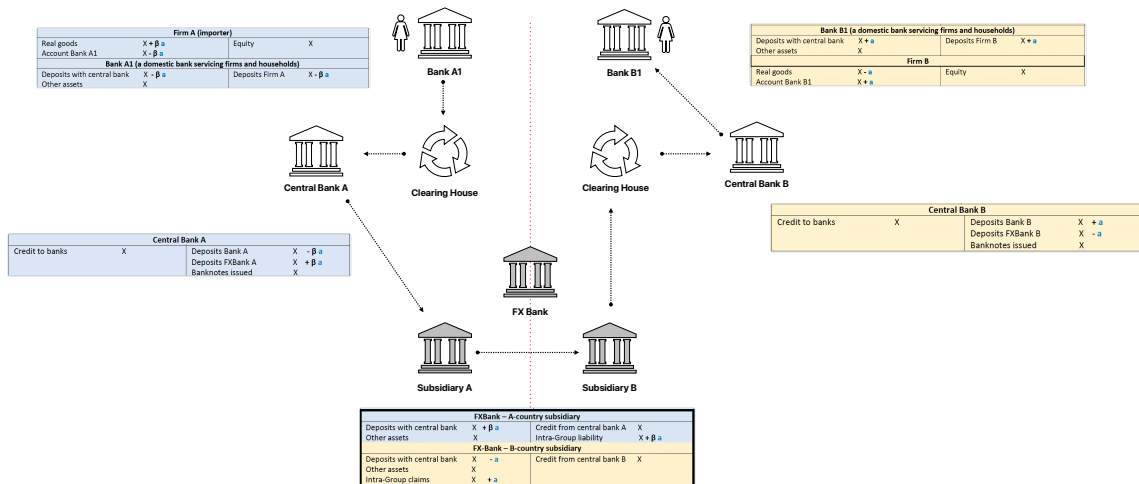 Firm A (importer)
Real goods X + β a Equity X
Account Bank A1 X - β a
Bank A1 (a domestic bank servicing firms and households)
Deposits with central bank X - β a Deposits Firm A X - β a
Other assets X
Bank A1
Bank B1
Bank B1 (a domestic bank servicing firms and households)
Deposits with central bank X + a Deposits Firm B X + a
Other assets X
Firm B
Real goods X - a Equity X
Account Bank B1 X + a
Central Bank A
Clearing House
Clearing House
Central Bank B
Central Bank A
Credit to banks X Deposits Bank A X - β a
Deposits FXBank A X + β a
Banknotes issued X
Central Bank B
Credit to banks X Deposits Bank B X + a
Deposits FXBank B X - a
Banknotes issued X
FX Bank
Subsidiary A
Subsidiary B
FXBank – A-country subsidiary
Deposits with central bank X + β a Credit from central bank A X
Other assets X Intra-Group liability X + β a
FX-Bank – B-country subsidiary
Deposits with central bank X - a Credit from central bank B X
Other assets X
Intra-Group claims X + a